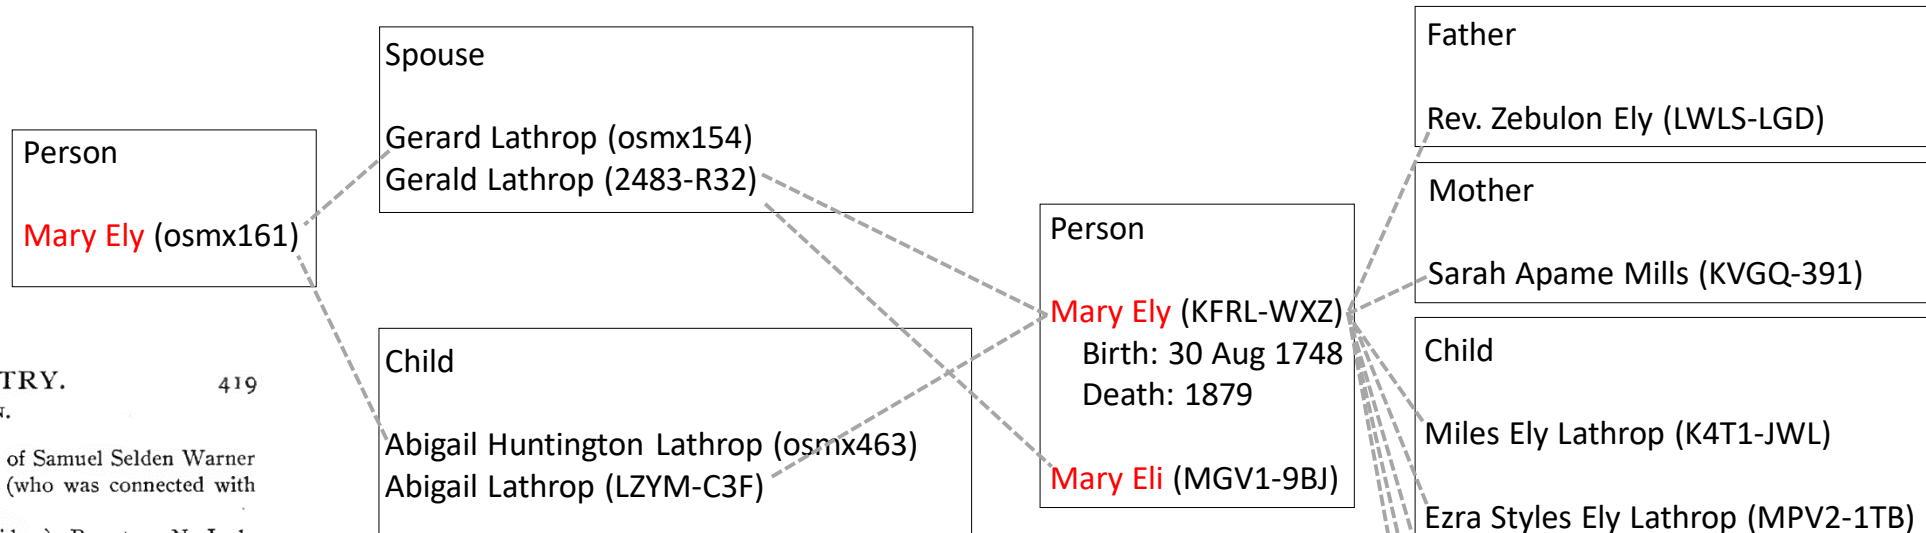 Person
Mary Ely (osmx161)
TRY. 419
N.
of Samuel Selden Warner
(who was connected with
Spouse
Gerard Lathrop (osmx154)
Gerald Lathrop (2483-R32)
Child
Abigail Huntington Lathrop (osmx463)
Abigail Lathrop (LZYM-C3F)
Person
Mary Ely (KFRL-WXZ)
Birth: 30 Aug 1748
Death: 1879
Mary Eli (MGV1-9BJ)
Father
Rev. Zebulon Ely (LWLS-LGD)
Mother
Sarah Apame Mills (KVGQ-391)
Child
Miles Ely Lathrop (K4T1-JWL)
Ezra Styles Ely Lathrop (MPV2-1TB)